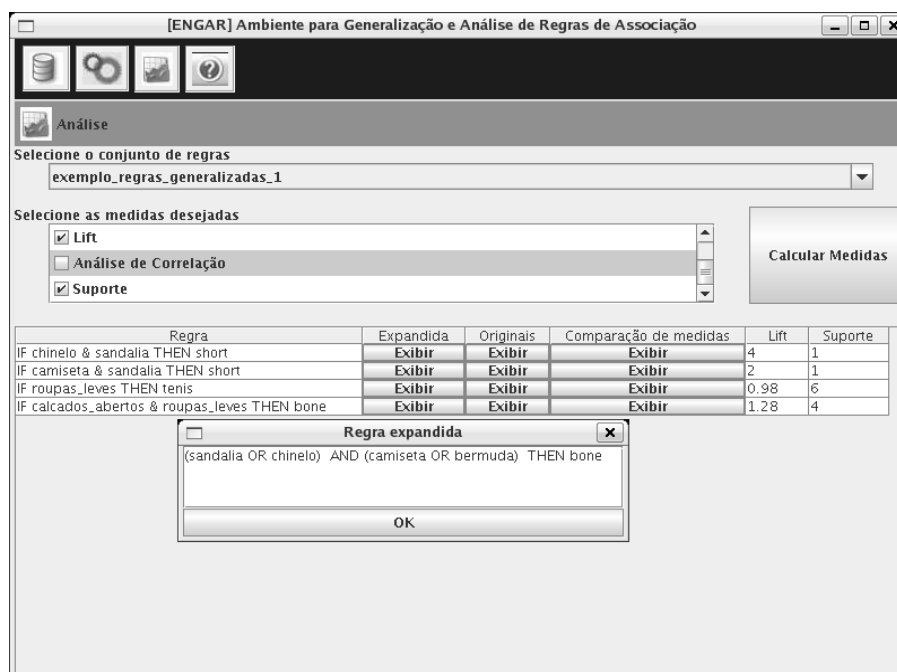 [ENGAR] Ambiente para Generalização e Análise de Regras de Associação
Análise
Selecione o conjunto de regras
exemplo_regras_generalizadas_1
Selecione as medidas desejadas
Lift
Análise de Correlação
Suporte
Calcular Medidas
Regra Expandida Originais Comparação de medidas Lift Suporte
IF chinelo & sandalia THEN short Exibir Exibir Exibir 4 1
IF camiseta & sandalia THEN short Exibir Exibir Exibir 2 1
IF roupas_leves THEN tenis Exibir Exibir Exibir 0.98 6
IF calcados_abertos & roupas_leves THEN bone Exibir Exibir Exibir 1.28 4
Regra expandida
(sandalia OR chinelo) AND (camiseta OR bermuda) THEN bone
OK